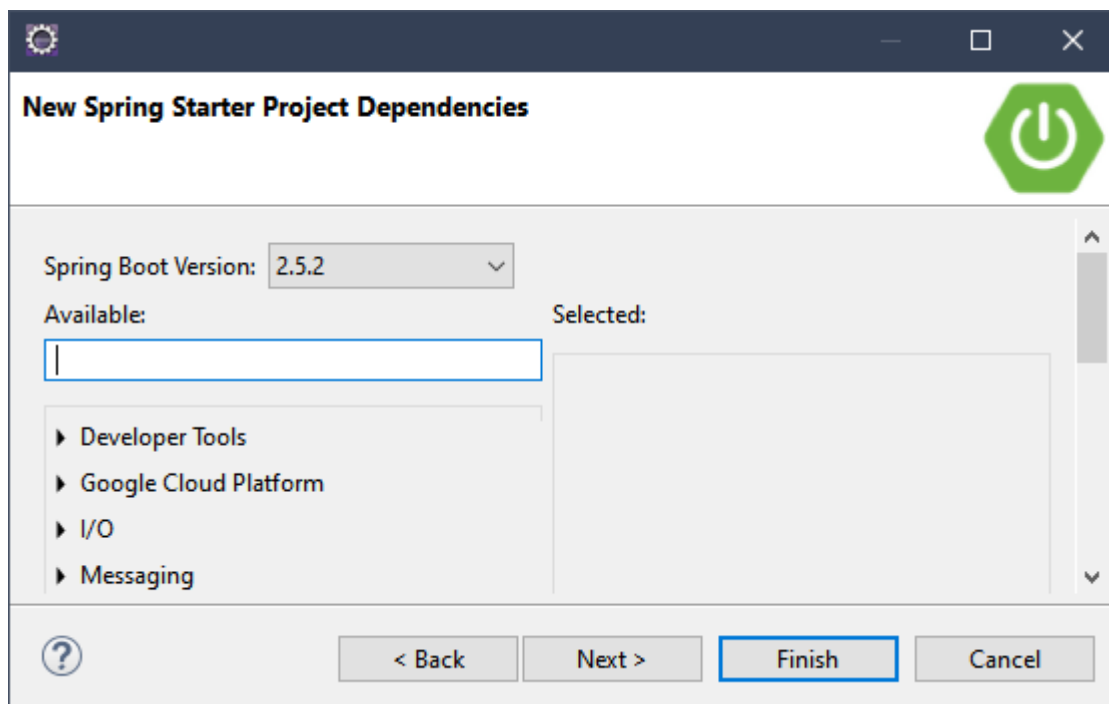 New Spring Starter Project Dependencies
Spring Boot Version: 2.5.2
Available:
Selected:
Developer Tools
Google Cloud Platform
I/O
Messaging
?
< Back
Next >
Finish
Cancel